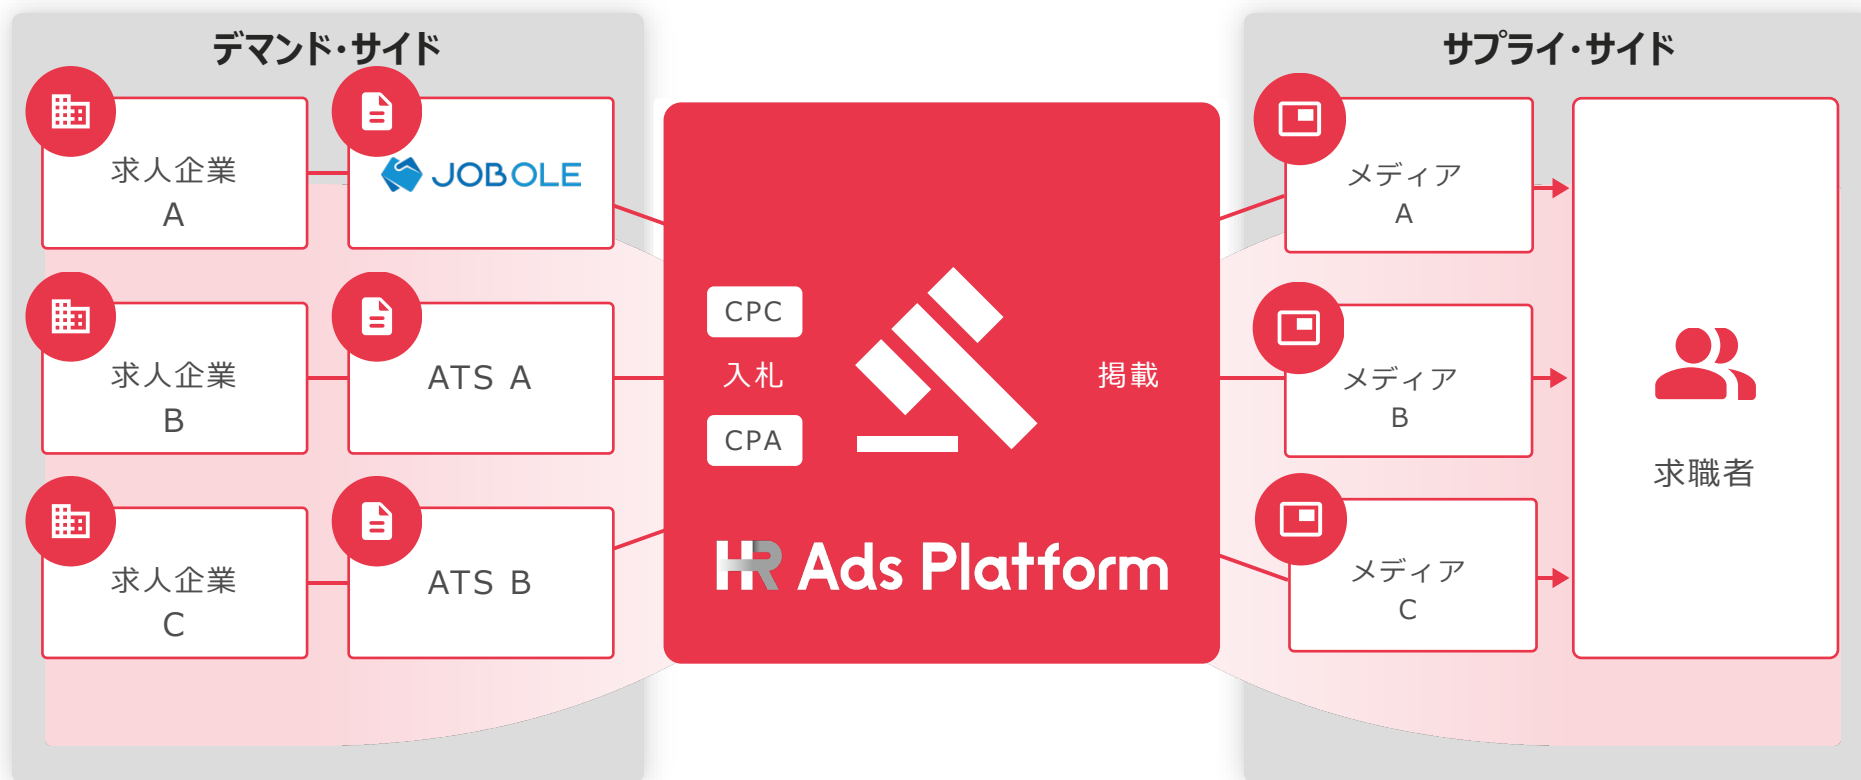 デマンド・サイド
求人企業
A
JOBOLE
求人企業
B
ATS A
求人企業
C
ATS B
CPC
入札
CPA
掲載
HR Ads Platform
サプライ・サイド
メディア
A
メディア
B
メディア
C
求職者